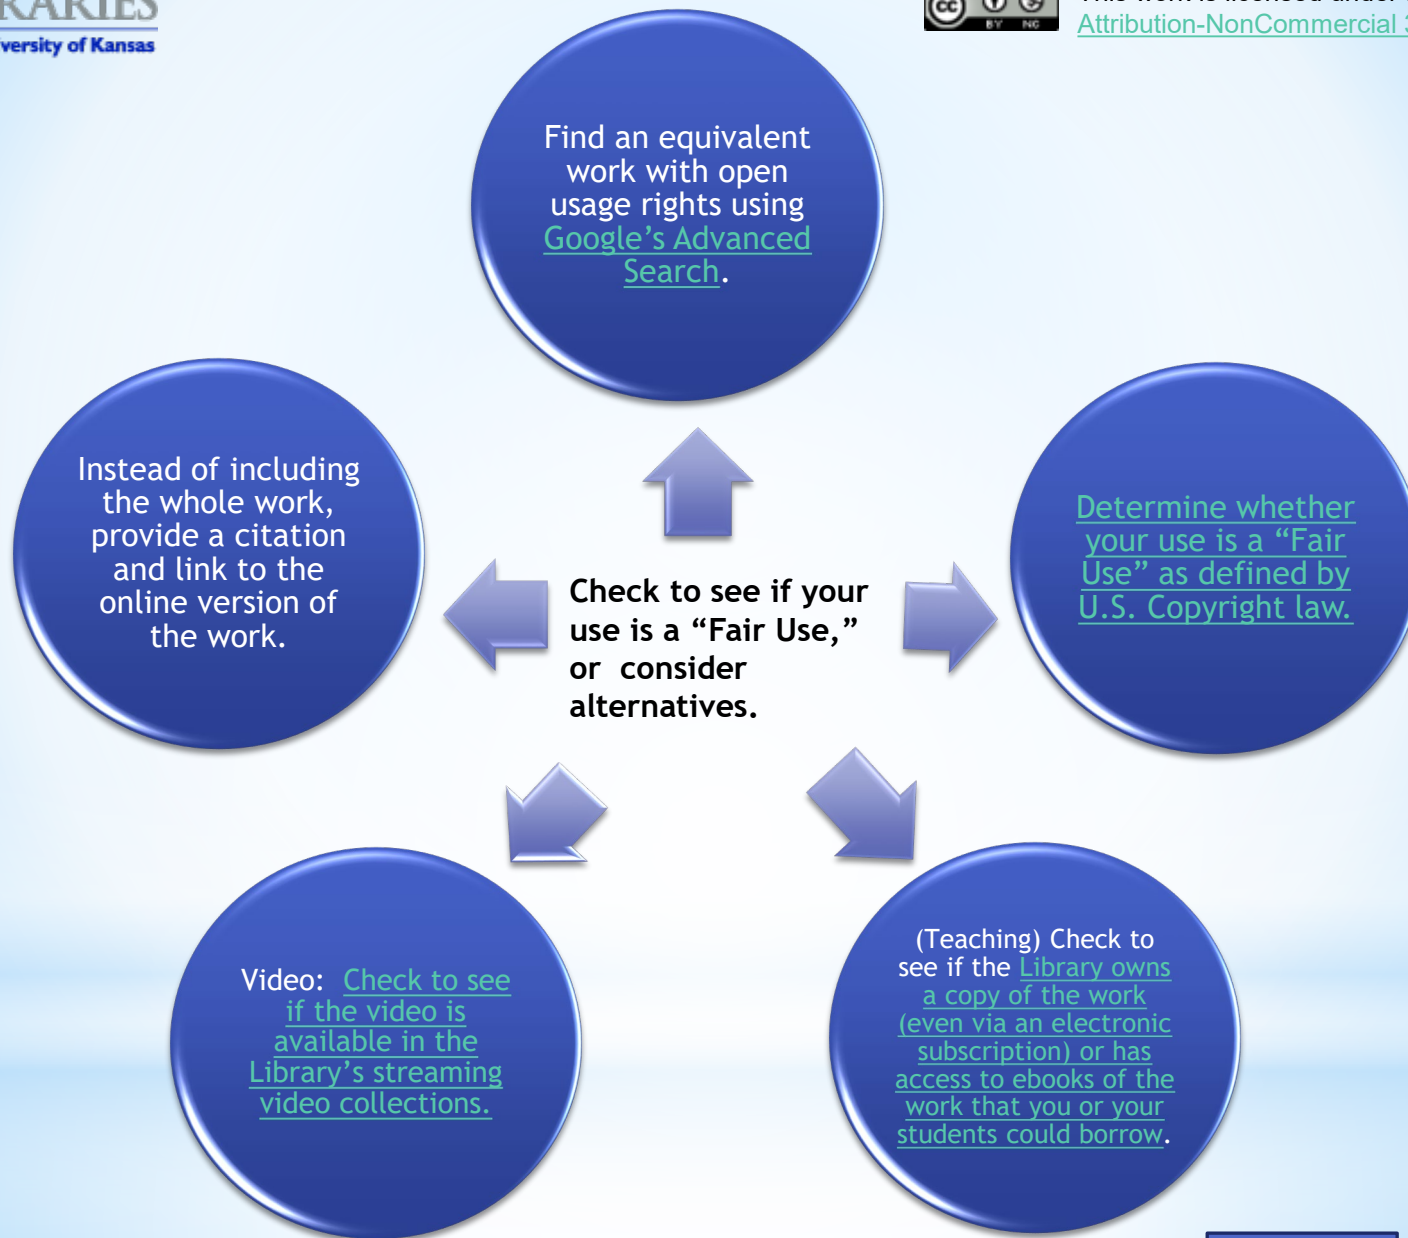 University of Kansas
BY NC
Attribution-NonCommercial
Find an equivalent
work with open
usage rights using
Google’s Advanced
Search.
Instead of including
the whole work,
provide a citation
and link to the
online version of
the work.
Check to see if your
use is a “Fair Use,”
or  consider
alternatives.
Determine whether
your use is a “Fair
Use” as defined by
U.S. Copyright law.
Video:  Check to see
if the video is
available in the
Library’s streaming
video collections.
(Teaching) Check to
see if the Library owns
a copy of the work
(even via an electronic
subscription) or has
access to ebooks of the
work that you or your
students could borrow.